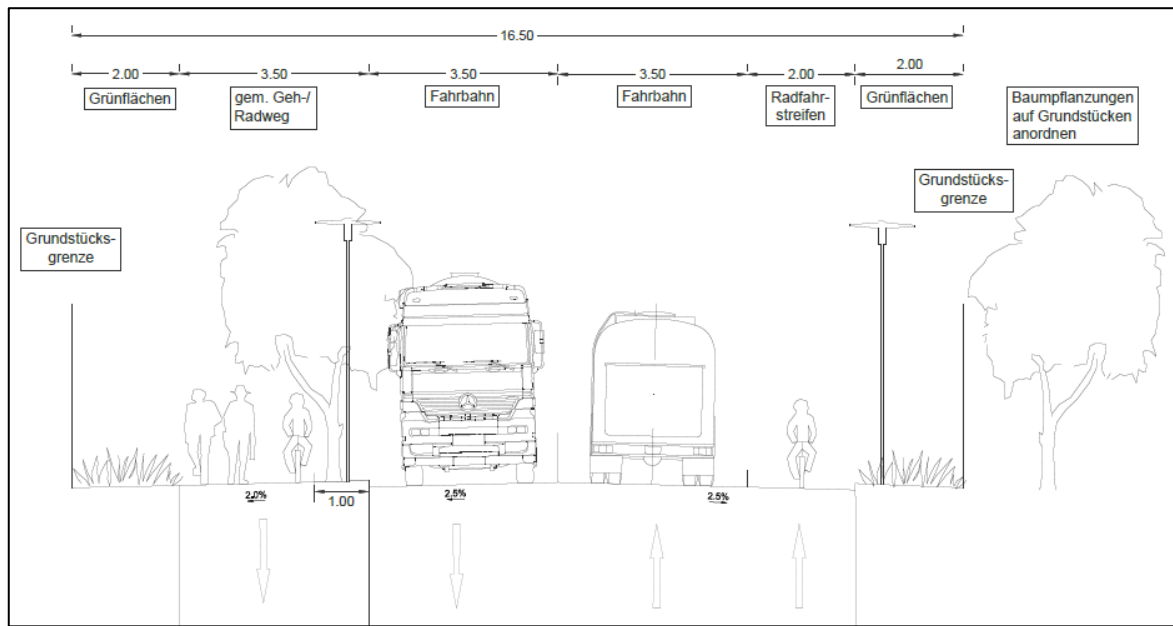 16.50
2.00
3.50
3.50
3.50
2.00
2.00
Grünflächen
gem. Geh-/
Radweg
Fahrbahn
Fahrbahn
Radfahr-
streifen
Grünflächen
Baumpflanzungen
auf Grundstücken
anordnen
Grundstücks-
grenze
Grundstücks-
grenze
2.0%
1.00
2.5%
2.5%